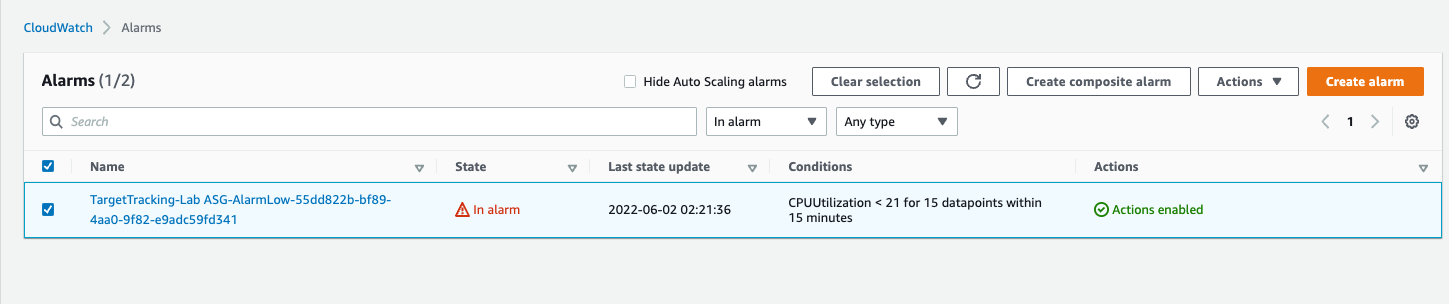 CloudWatch > Alarms
Alarms (1/2)
Hide Auto Scaling alarms
Clear selection
Create composite alarm
Actions
Create alarm
Search
In alarm
Any type
1
Name
State
Last state update
Conditions
Actions
TargetTracking-Lab ASG-AlarmLow-55dd822b-bf89-
4aa0-9f82-e9adc59fd341
In alarm
2022-06-02 02:21:36
CPUUtilization < 21 for 15 datapoints within
15 minutes
Actions enabled